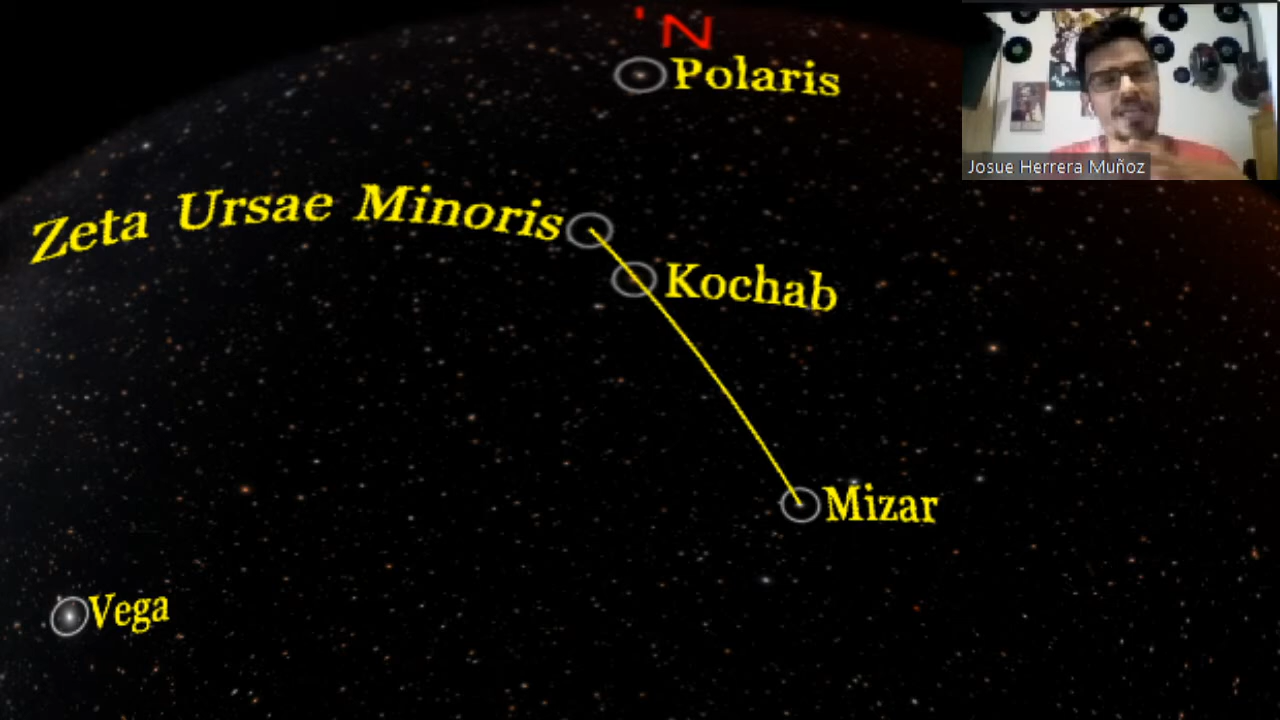 'N
Polaris
Josue Herrera Muñoz
Zeta Ursae Minoris
Kochab
Mizar
Vega